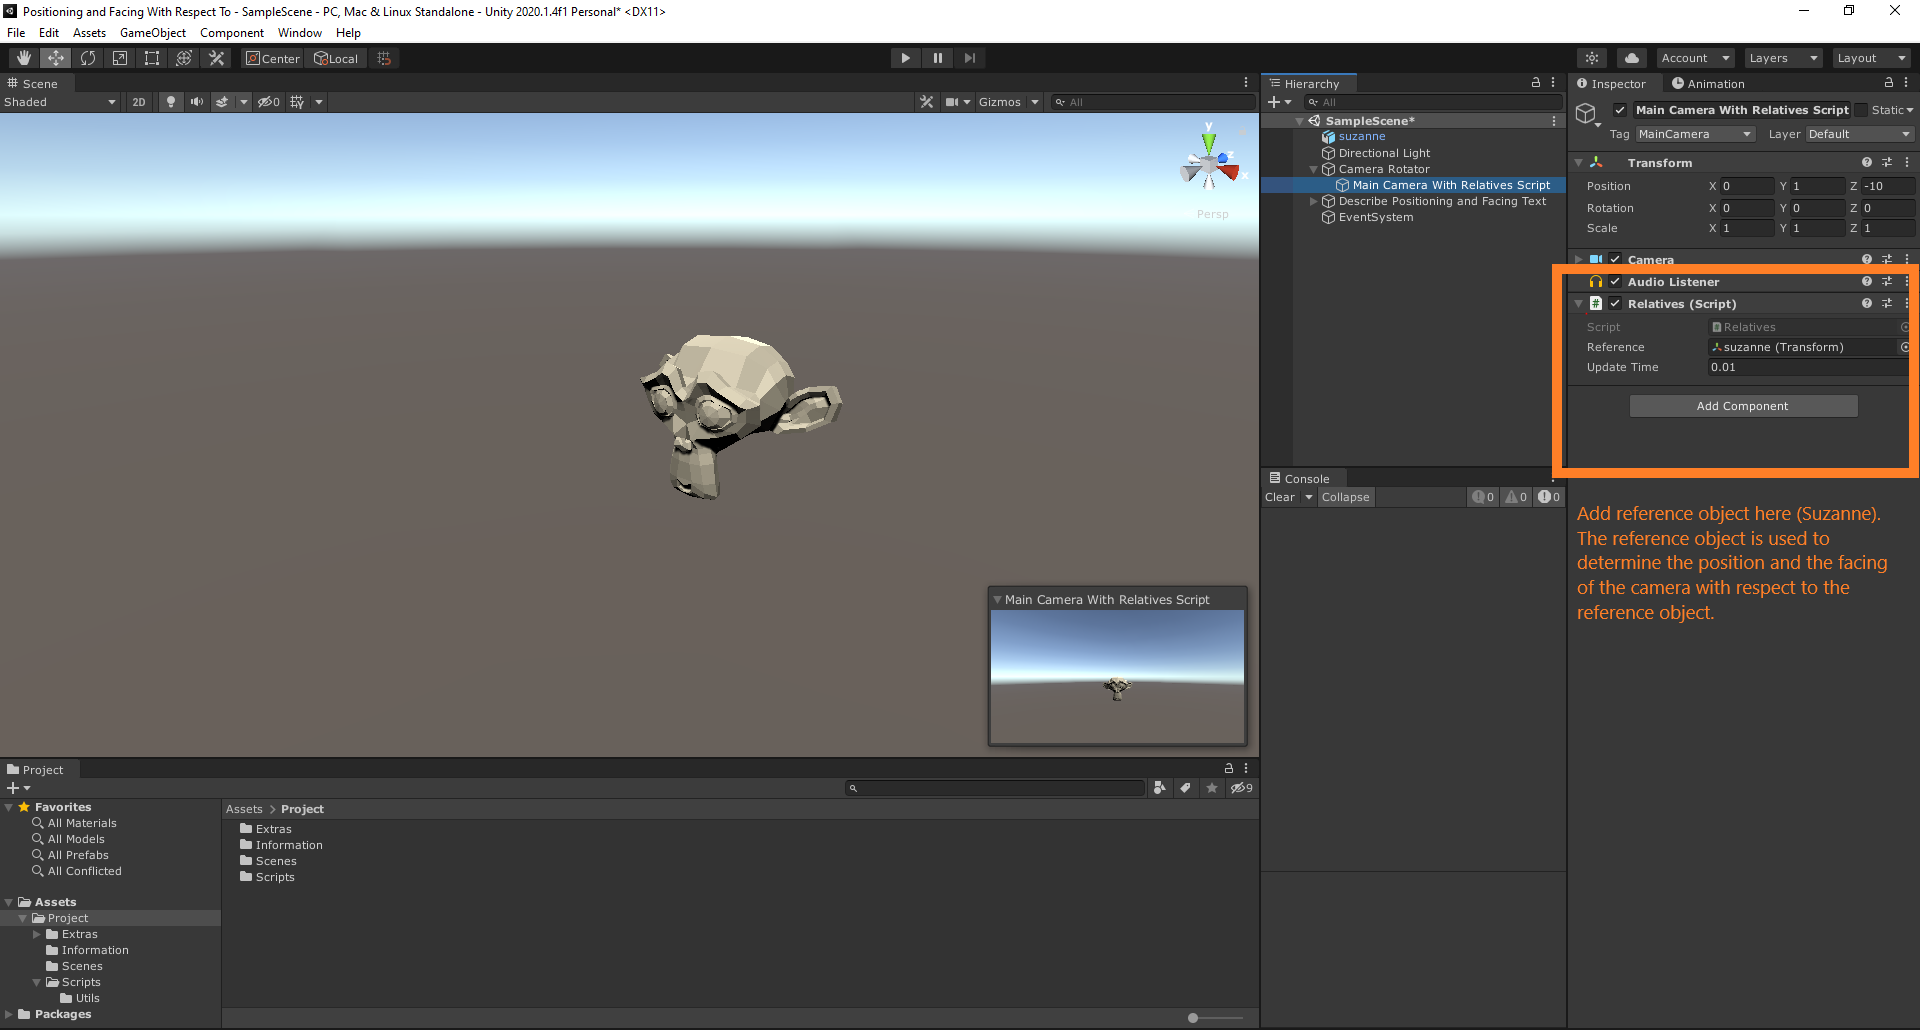 Positioning and Facing With Respect To - SampleScene - PC, Mac & Linux Standalone - Unity 2020.1.4f1 Personal* <DX11>
File Edit Assets GameObject Component Window Help
Center Local
Account Layers Layout
Scene
Shaded 2D 0 Gizmos All
y
z
x
Persp
Main Camera With Relatives Script
Hierarchy
All
SampleScene*
suzanne
Directional Light
Camera Rotator
Main Camera With Relatives Script
Describe Positioning and Facing Text
EventSystem
Console
Clear Collapse 0 0 0
Inspector Animation
Main Camera With Relatives Script Static
Tag MainCamera Layer Default
Transform
Position X 0 Y 1 Z -10
Rotation X 0 Y 0 Z 0
Scale X 1 Y 1 Z 1
Camera
Audio Listener
# Relatives (Script)
Script Relatives
Reference suzanne (Transform)
Update Time 0.01
Add Component
Add reference object here (Suzanne).
The reference object is used to
determine the position and the facing
of the camera with respect to the
reference object.
Project
9
Favorites
All Materials
All Models
All Prefabs
All Conflicted
Assets
Project
Extras
Information
Scenes
Scripts
Utils
Packages
Assets > Project
Extras
Information
Scenes
Scripts